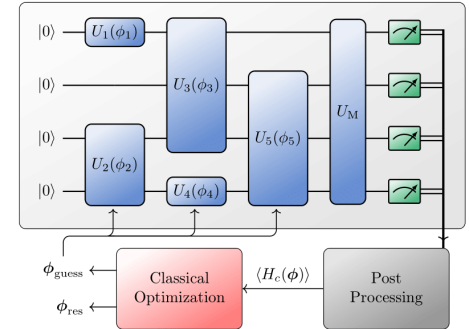 |0⟩ U₁(ϕ₁)
|0⟩ U₃(ϕ₃) U_M
|0⟩ U₂(ϕ₂) U₅(ϕ₅)
|0⟩ U₄(ϕ₄)
ϕ_guess
Classical
Optimization
ϕ_res
⟨H_c(ϕ)⟩
Post
Processing